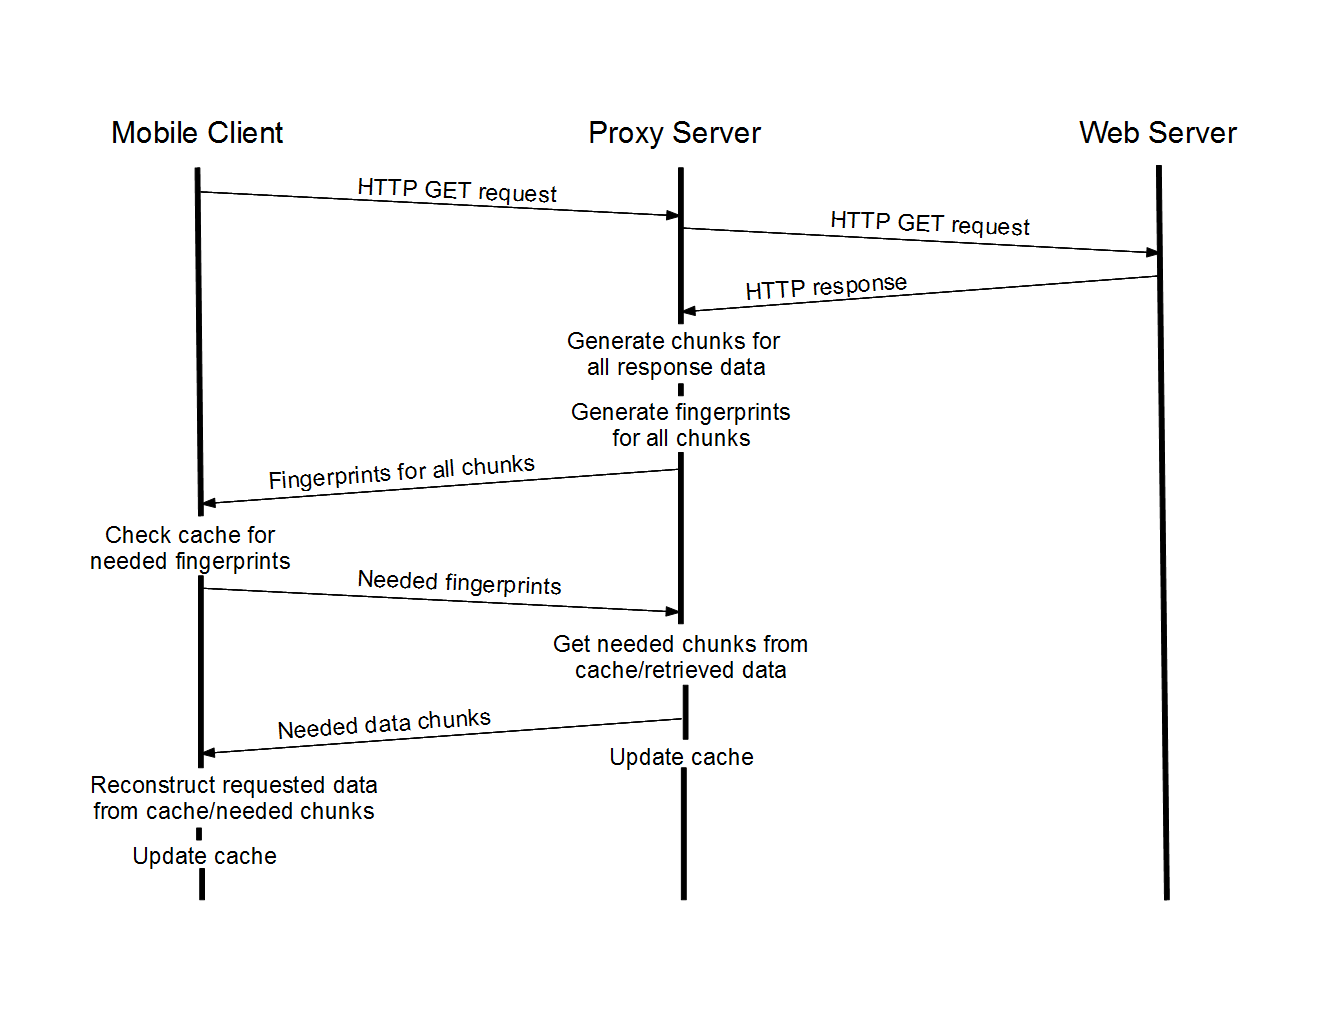 Mobile Client
Proxy Server
Web Server
HTTP GET request
HTTP GET request
HTTP response
Generate chunks for
all response data
Generate fingerprints
for all chunks
Fingerprints for all chunks
Check cache for
needed fingerprints
Needed fingerprints
Get needed chunks from
cache/retrieved data
Needed data chunks
Update cache
Reconstruct requested data
from cache/needed chunks
Update cache